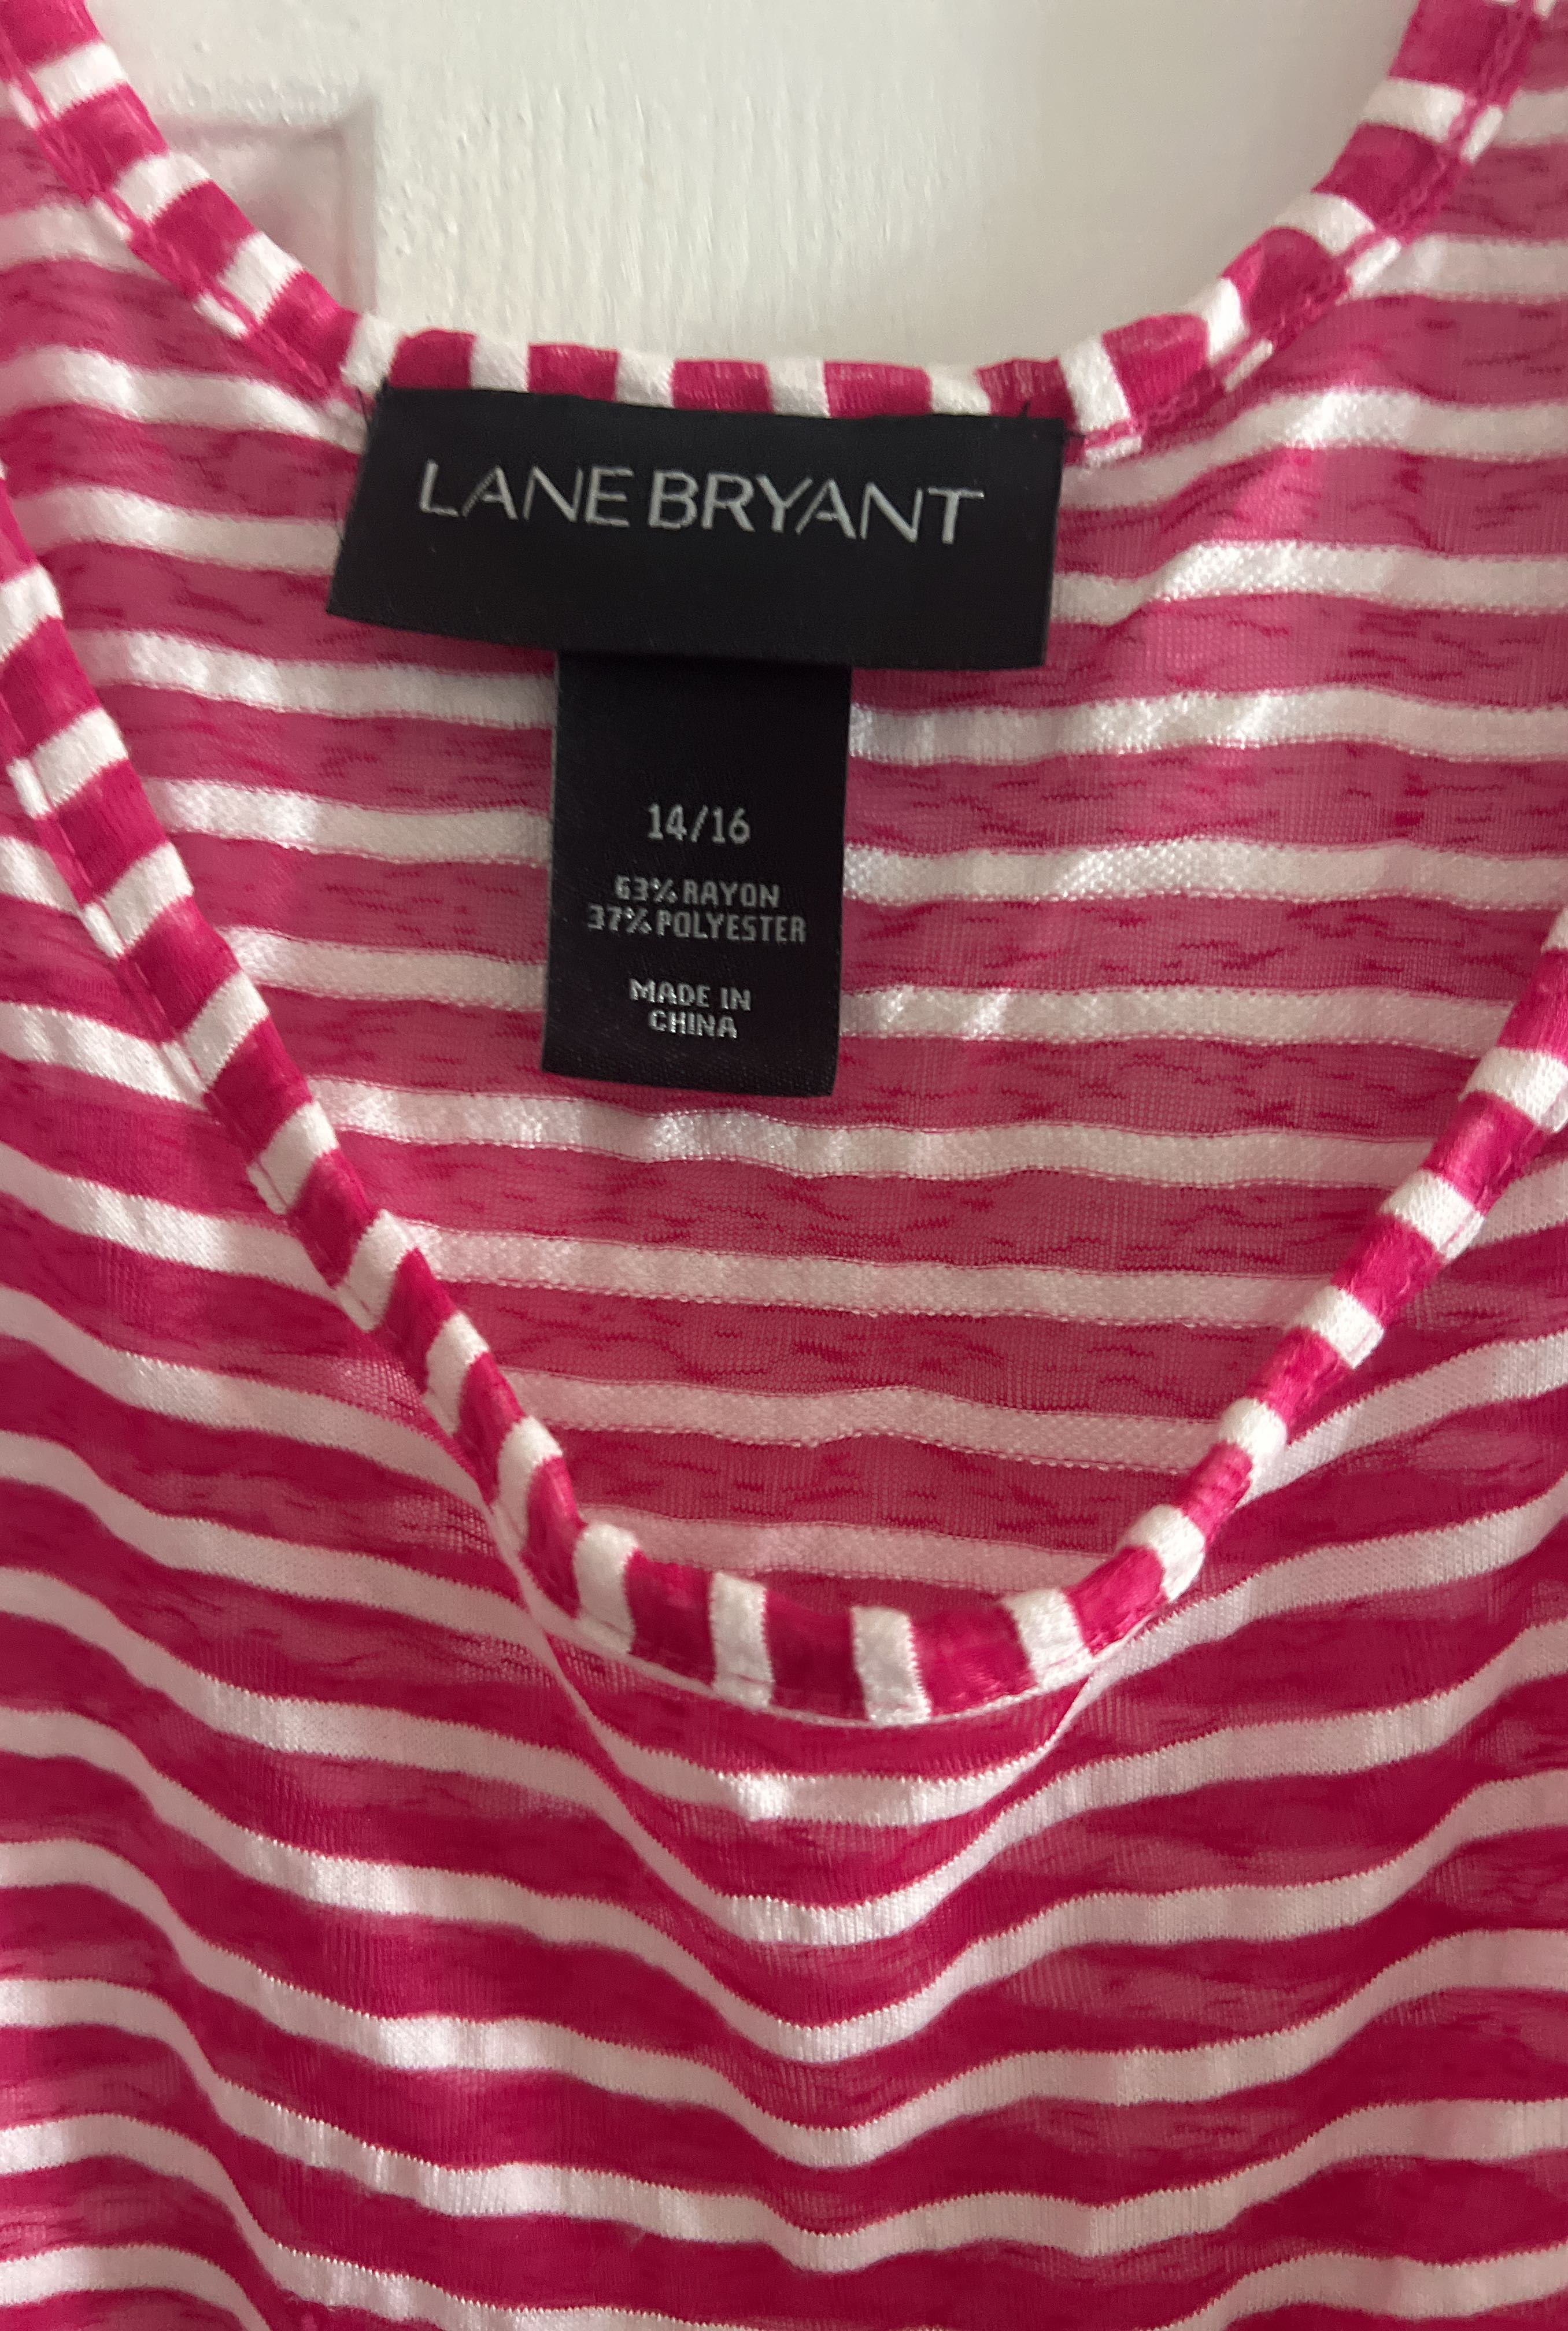 LANE BRYANT
14/16
63% RAYON
37% POLYESTER
MADE IN
CHINA